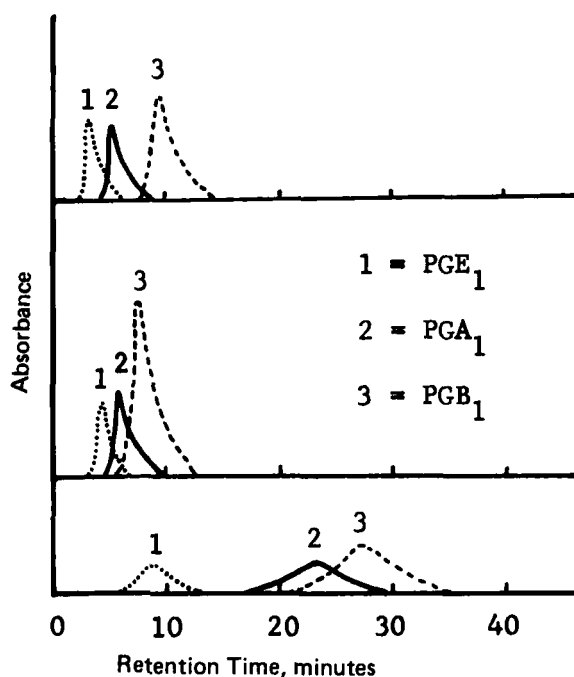 3
1 2
1 = PGE1
3
2 = PGA1
2
1
3 = PGB1
Absorbance
3
2
1
0 10 20 30 40
Retention Time, minutes